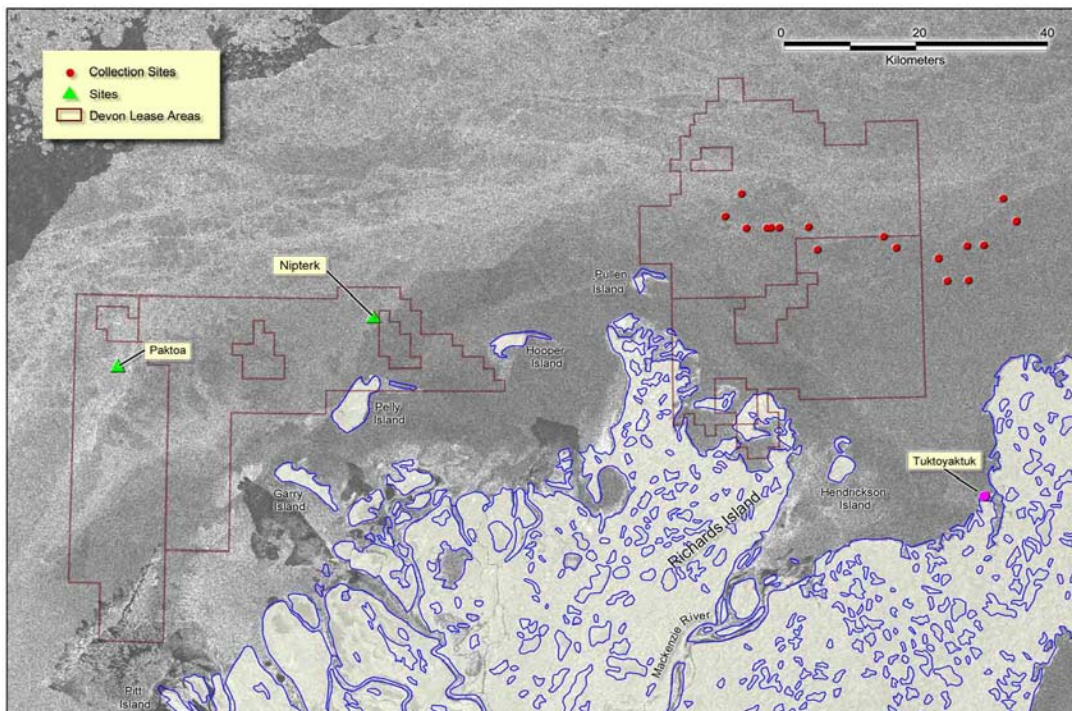 Collection Sites
Sites
Devon Lease Areas
0 20 40
Kilometers
Nipterk
Pullen
Island
Paktoa
Hooper
Island
Pelly
Island
Tuktoyaktuk
Garry
Island
Hendrickson
Island
Richards Island
Mackenzie River
Pitt
Island